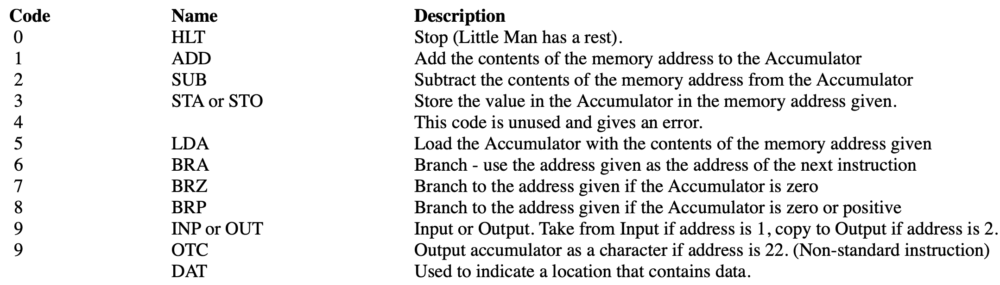 Code Name Description
0 HLT Stop (Little Man has a rest).
1 ADD Add the contents of the memory address to the Accumulator
2 SUB Subtract the contents of the memory address from the Accumulator
3 STA or STO Store the value in the Accumulator in the memory address given.
4 This code is unused and gives an error.
5 LDA Load the Accumulator with the contents of the memory address given
6 BRA Branch - use the address given as the address of the next instruction
7 BRZ Branch to the address given if the Accumulator is zero
8 BRP Branch to the address given if the Accumulator is zero or positive
9 INP or OUT Input or Output. Take from Input if address is 1, copy to Output if address is 2.
9 OTC Output accumulator as a character if address is 22. (Non-standard instruction)
DAT Used to indicate a location that contains data.